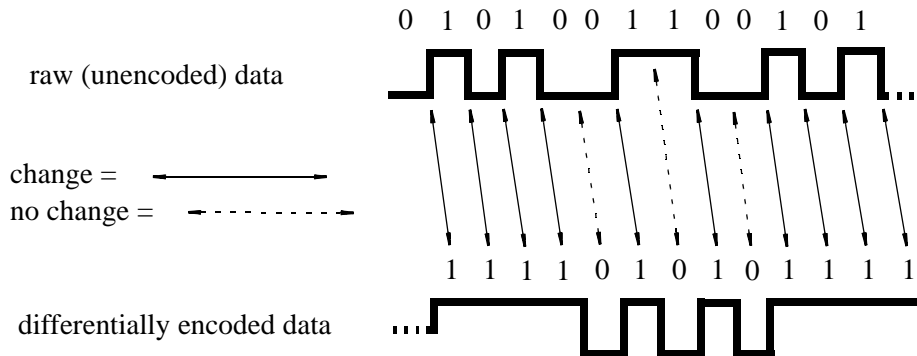 0 1 0 1 0 0 1 1 0 0 1 0 1
raw (unencoded) data
change =
no change =
1 1 1 1 0 1 0 1 0 1 1 1 1
differentially encoded data